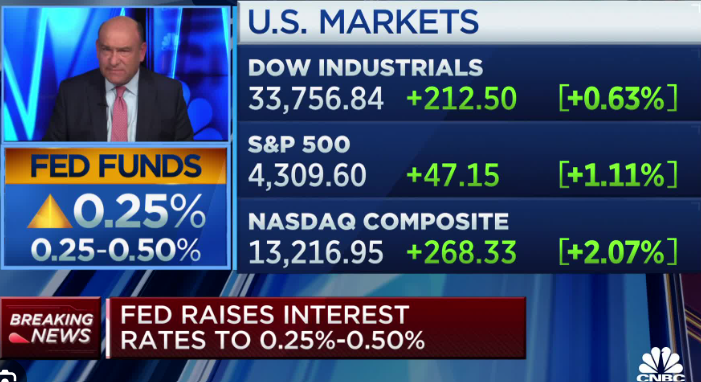 U.S. MARKETS
DOW INDUSTRIALS
33,756.84 +212.50 [+0.63%]
S&P 500
4,309.60 +47.15 [+1.11%]
NASDAQ COMPOSITE
13,216.95 +268.33 [+2.07%]
FED FUNDS
▲0.25%
0.25-0.50%
BREAKING
NEWS
FED RAISES INTEREST
RATES TO 0.25%-0.50%
CNBC